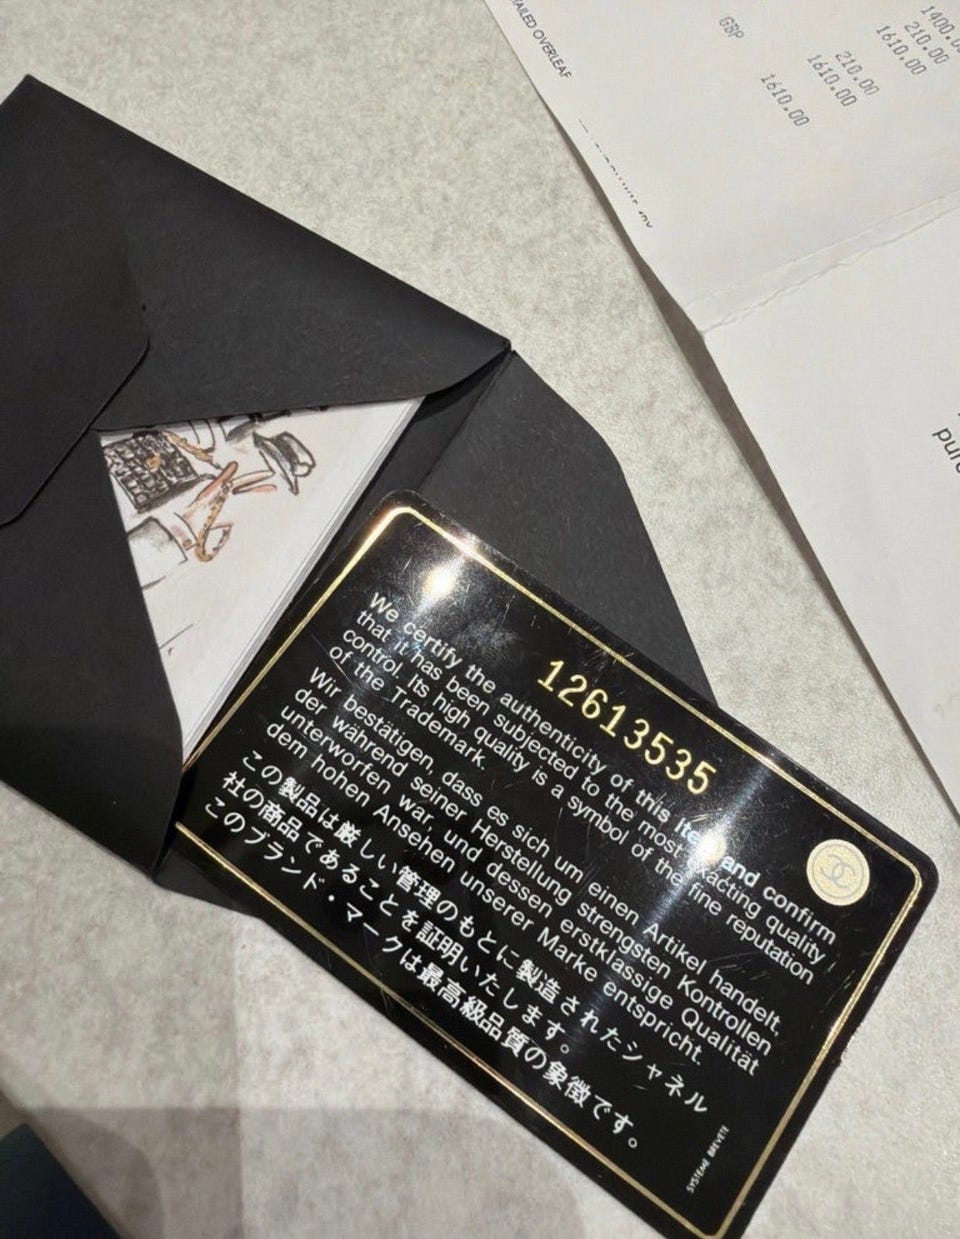 AILED OVERLEAF
GBP
1400.00
210.00
1610.00
210.00
1610.00
1610.00
12613535
We certify the authenticity of this item and confirm
that it has been subjected to the most exacting quality
control. Its high quality is a symbol of the fine reputation
of the Trademark.
Wir bestätigen, dass es sich um einen Artikel handelt,
der während seiner Herstellung strengsten Kontrollen
unterworfen war, und dessen erstklassige Qualität
dem hohen Ansehen unserer Marke entspricht.
この製品は厳しい管理のもとに製造されたシャネル
社の商品であることを証明いたします。
このブランド・マークは最高級品質の象徴です。
SYSTEME BREVETE